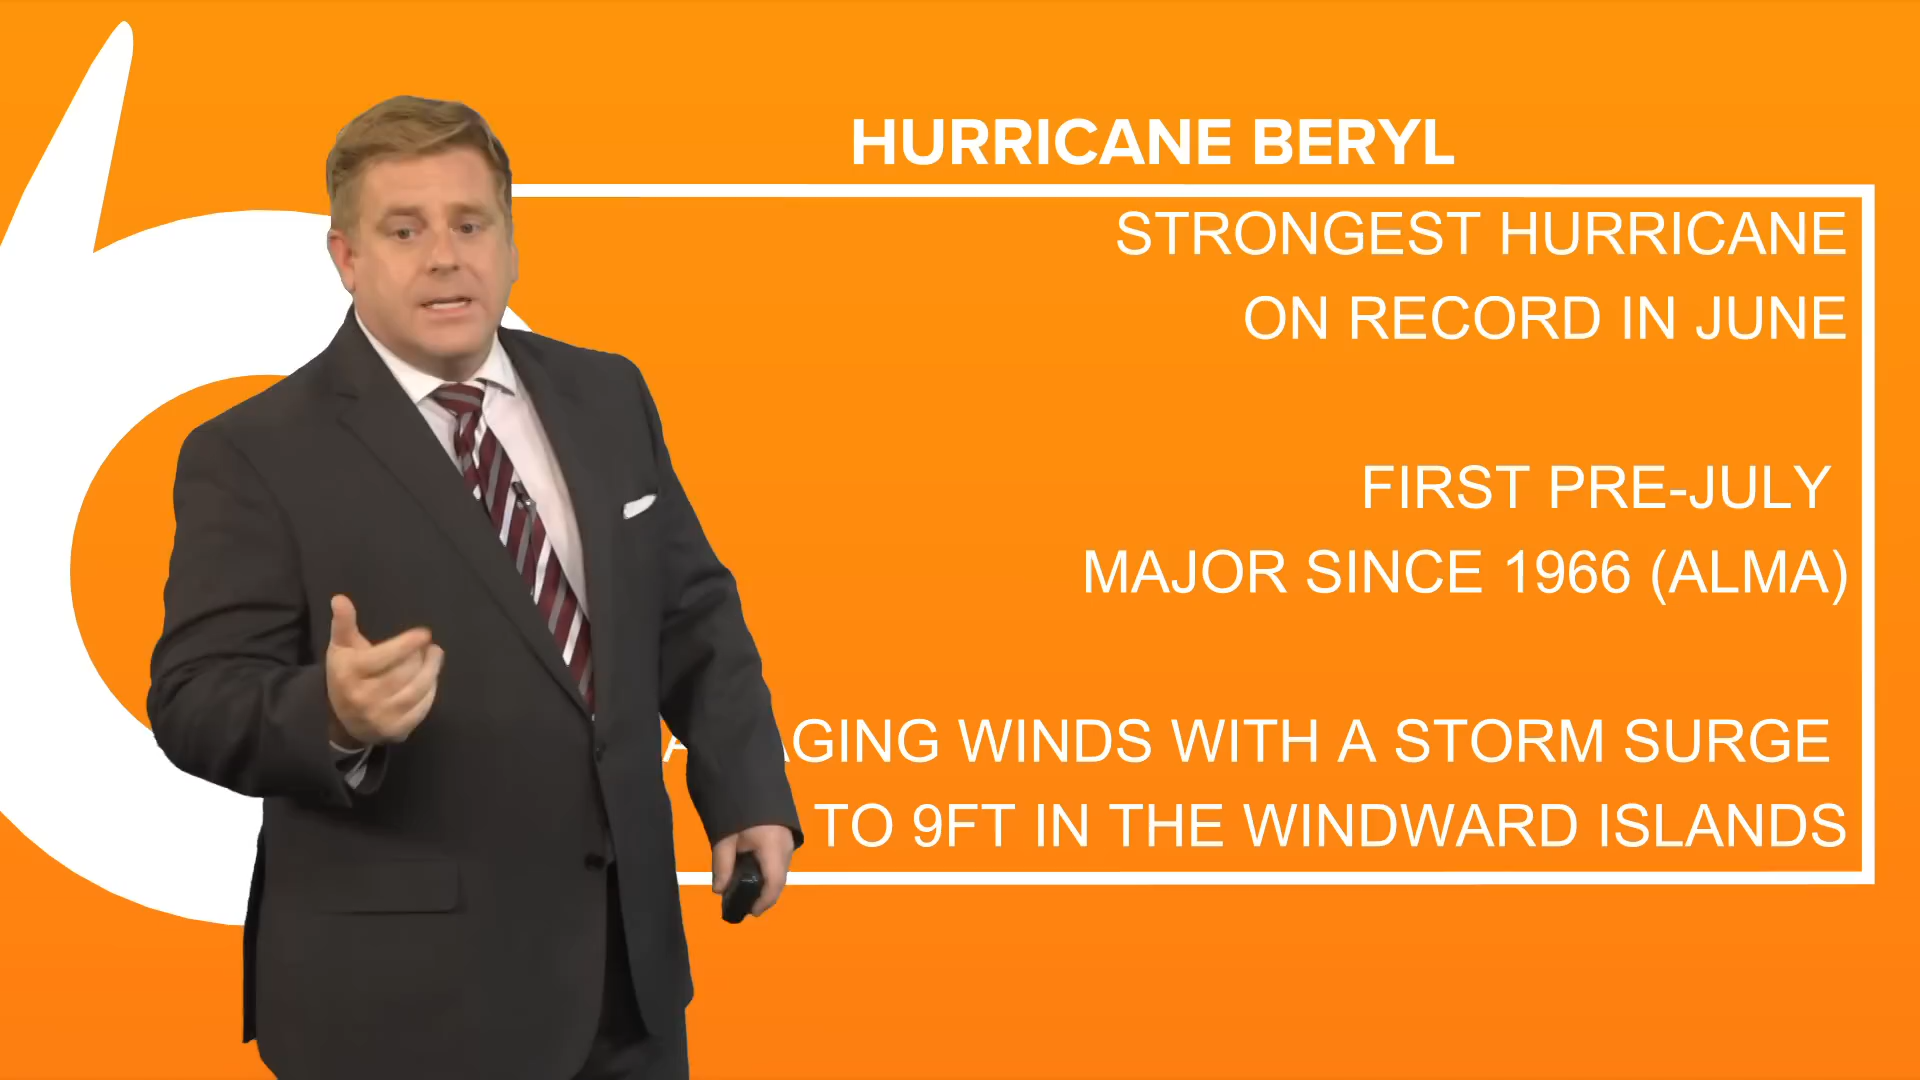 HURRICANE BERYL
STRONGEST HURRICANE
ON RECORD IN JUNE
FIRST PRE-JULY
MAJOR SINCE 1966 (ALMA)
WINDS WITH A STORM SURGE
TO 9FT IN THE WINDWARD ISLANDS